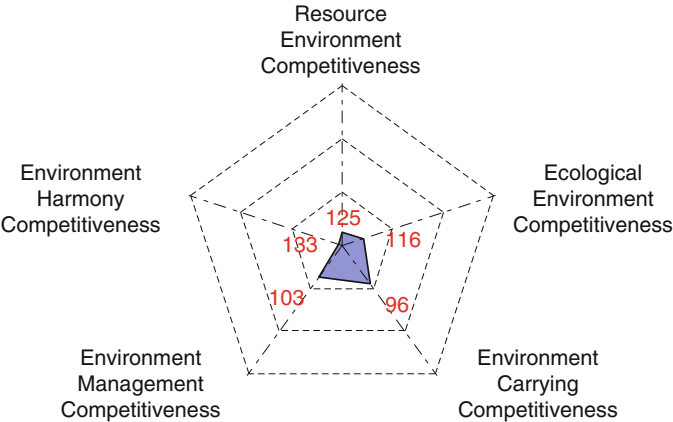 Resource
Environment
Competitiveness
Environment
Harmony
Competitiveness
Ecological
Environment
Competitiveness
125
133
116
103
96
Environment
Management
Competitiveness
Environment
Carrying
Competitiveness